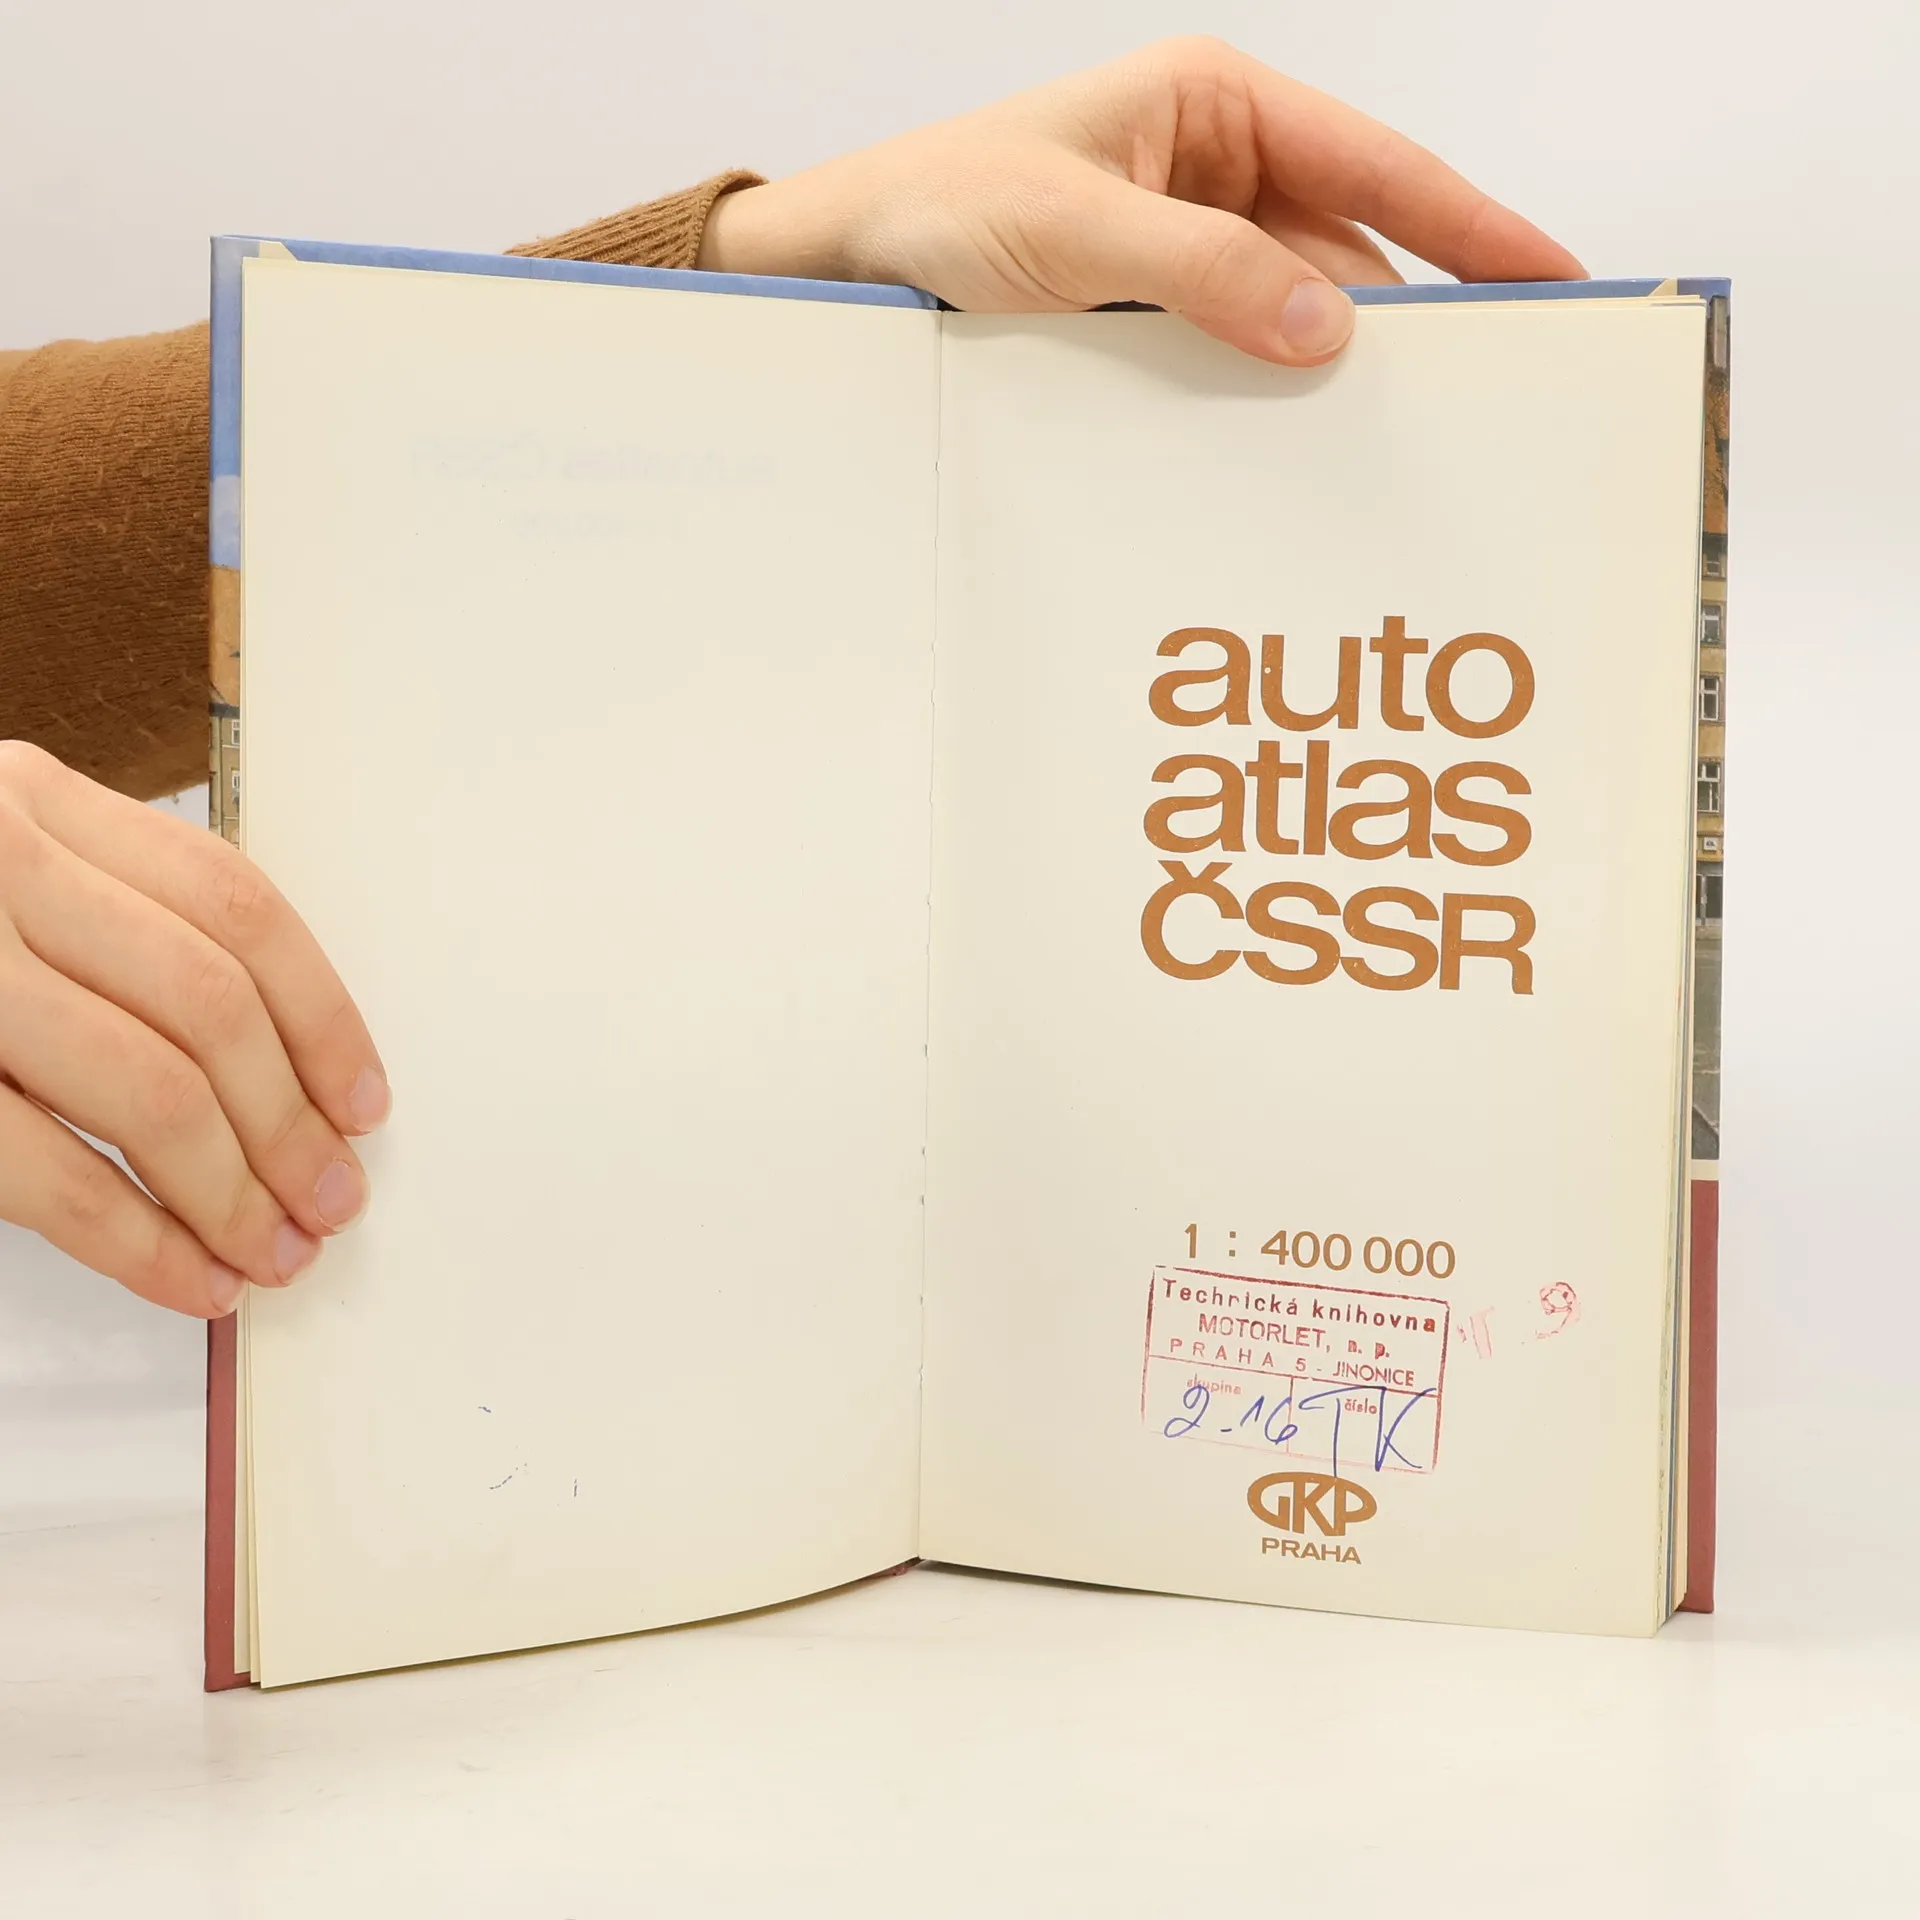 auto
atlas
ČSSR
1 : 400 000
Technická knihovna
MOTORLET, n. p.
PRAHA 5 - JINONICE
skupina
číslo
2-16 TK
GKP
PRAHA